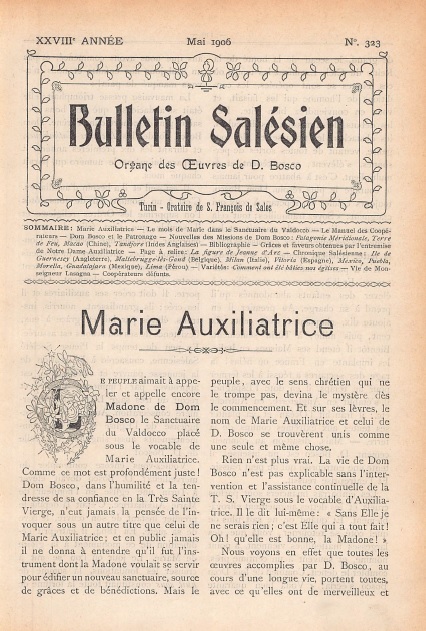 XXVIIIᵉ ANNÉE Mai 1906 Nº. 323
Bulletin Salésien
Organe des Œuvres de D. Bosco
Turin - Oratoire de S. François de Sales
SOMMAIRE: Marie Auxiliatrice — Le mois de Marie dans le Sanctuaire du Valdocco — Le Manuel des Coopé-
rateurs — Dom Bosco et le Patronage — Nouvelles des Missions de Dom Bosco: Patagonie Méridionale, Terre
de Feu, Macao (Chine), Tandjore (Indes Anglaises) — Bibliographie — Grâces et faveurs obtenues par l'entremise
de Notre Dame Auxiliatrice — Page à relire: La figure de Jeanne d'Arc — Chronique Salésienne: Ile de
Guernesey (Angleterre), Maltebrugge-lés-Gand (Belgique), Milan (Italie), Vitoria (Espagne), Mexico, Puebla,
Morelia, Guadalajara (Mexique), Lima (Pérou) — Variétés: Comment ont été bâties nos églises — Vie de Mon-
seigneur Lasagna — Coopérateurs défunts.
Marie Auxiliatrice
LE PEUPLE aimait à appe-
ler et appelle encore
Madone de Dom
Bosco le Sanctuaire
du Valdocco placé
sous le vocable de
Marie Auxiliatrice.
Comme ce mot est profondément juste!
Dom Bosco, dans l'humilité et la ten-
dresse de sa confiance en la Très Sainte
Vierge, n'eut jamais la pensée de l'in-
voquer sous un autre titre que celui de
Marie Auxiliatrice; et en public jamais
il ne donna à entendre qu'il fut l'ins-
trument dont la Madone voulait se servir
pour édifier un nouveau sanctuaire, source
de grâces et de bénédictions. Mais le
peuple, avec le sens chrétien qui ne
le trompe pas, devina le mystère dès
le commencement. Et sur ses lèvres, le
nom de Marie Auxiliatrice et celui de
D. Bosco se trouvèrent unis comme
une seule et même chose.
Rien n'est plus vrai. La vie de Dom
Bosco n'est pas explicable sans l'inter-
vention et l'assistance continuelle de la
T. S. Vierge sous le vocable d'Auxilia-
trice. Il le dit lui-même: « Sans Elle je
ne serais rien; c'est Elle qui a tout fait!
Oh! qu'elle est bonne, la Madone! »
Nous voyons en effet que toutes les
œuvres accomplies par D. Bosco, au
cours d'une longue vie, portent toutes,
avec ce qu'elles ont de merveilleux et